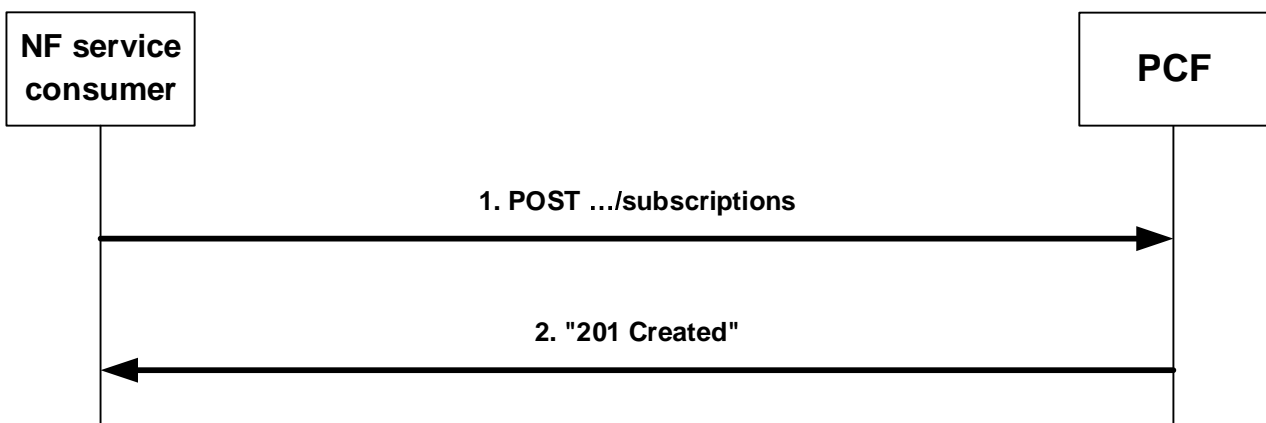 NF service
consumer
PCF
1. POST …/subscriptions
2. "201 Created"